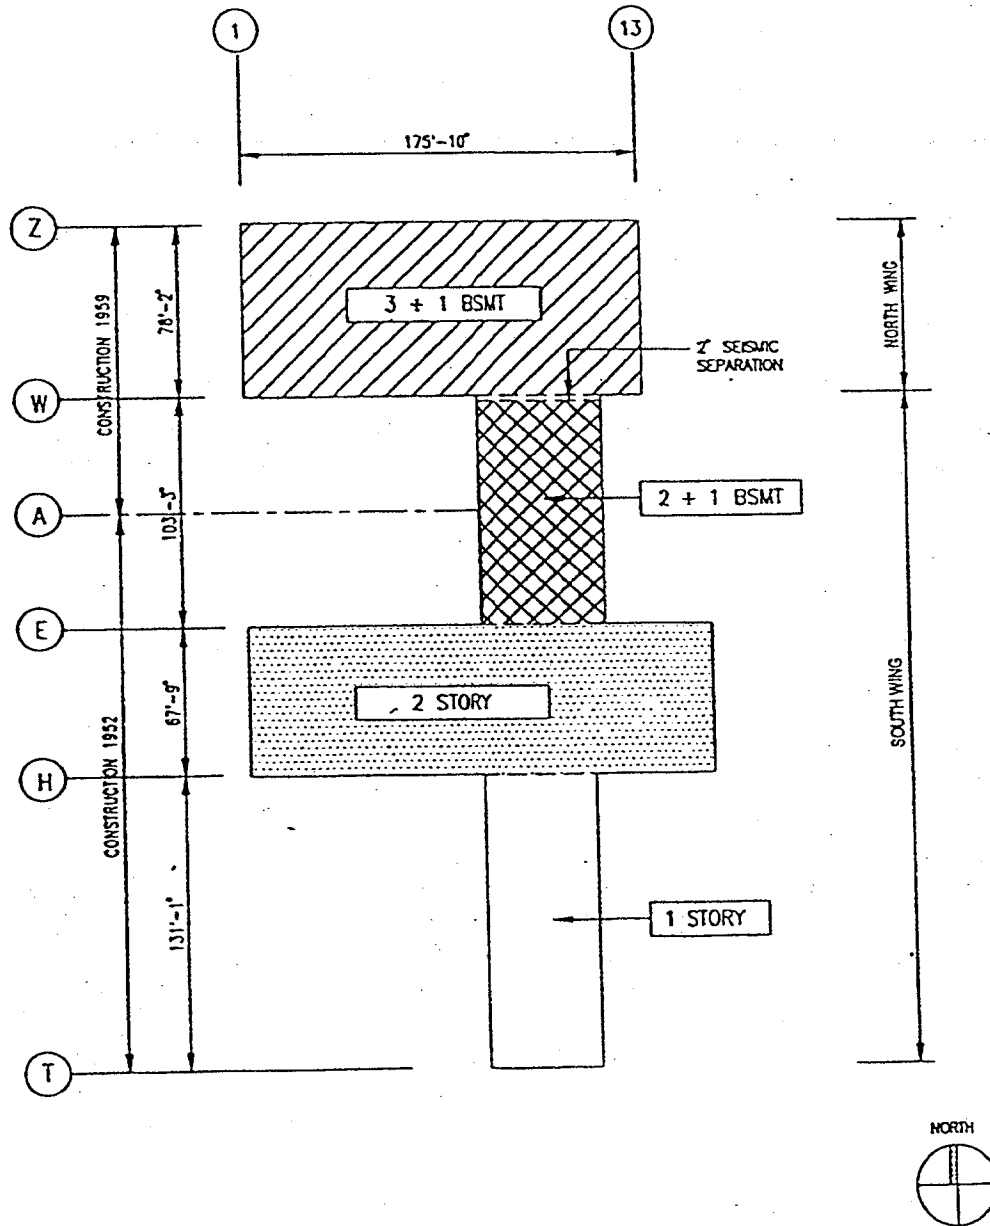 1
13
175'-10"
Z
CONSTRUCTION 1959
78'-2"
3 + 1 BSMT
NORTH WING
2" SEISMIC
SEPARATION
W
103'-3"
2 + 1 BSMT
A
E
CONSTRUCTION 1952
67'-9"
2 STORY
SOUTH WING
H
131'-1"
1 STORY
T
NORTH